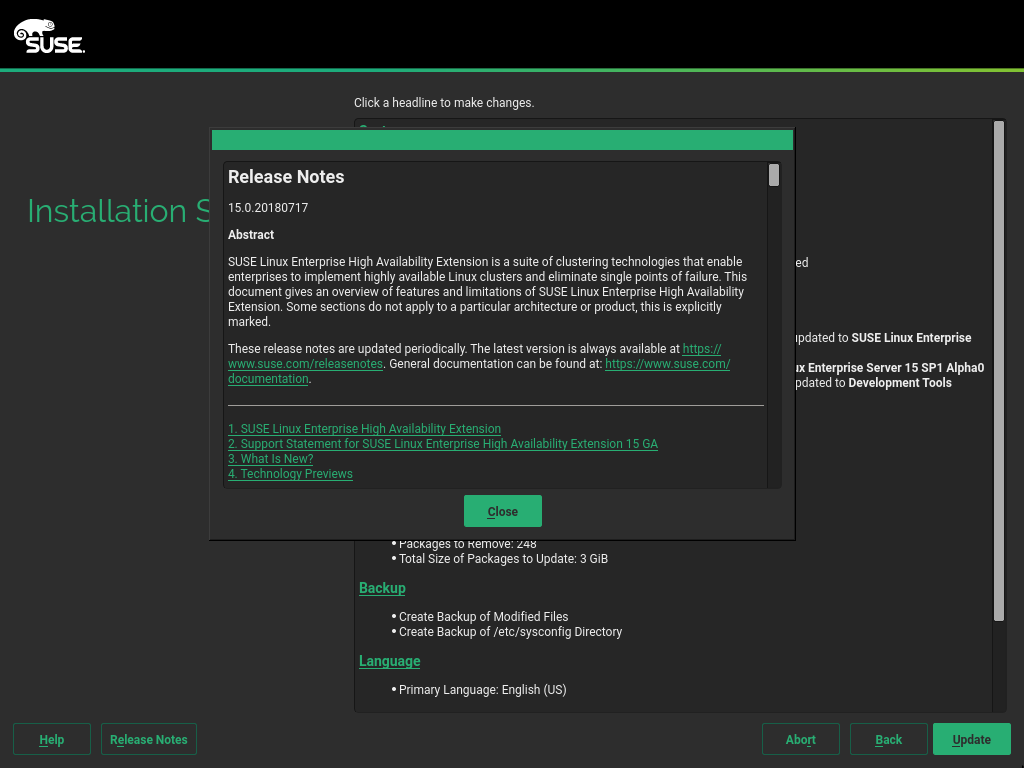 SUSE.
Click a headline to make changes.
Installation S
Release Notes
15.0.20180717
Abstract
SUSE Linux Enterprise High Availability Extension is a suite of clustering technologies that enable
enterprises to implement highly available Linux clusters and eliminate single points of failure. This
document gives an overview of features and limitations of SUSE Linux Enterprise High Availability
Extension. Some sections do not apply to a particular architecture or product, this is explicitly
marked.
These release notes are updated periodically. The latest version is always available at https://
www.suse.com/releasenotes. General documentation can be found at: https://www.suse.com/
documentation.
1. SUSE Linux Enterprise High Availability Extension
2. Support Statement for SUSE Linux Enterprise High Availability Extension 15 GA
3. What Is New?
4. Technology Previews
Close
ed
updated to SUSE Linux Enterprise
ux Enterprise Server 15 SP1 Alpha0
pdated to Development Tools
• Packages to Remove: 248
• Total Size of Packages to Update: 3 GiB
Backup
• Create Backup of Modified Files
• Create Backup of /etc/sysconfig Directory
Language
• Primary Language: English (US)
Help
Release Notes
Abort
Back
Update